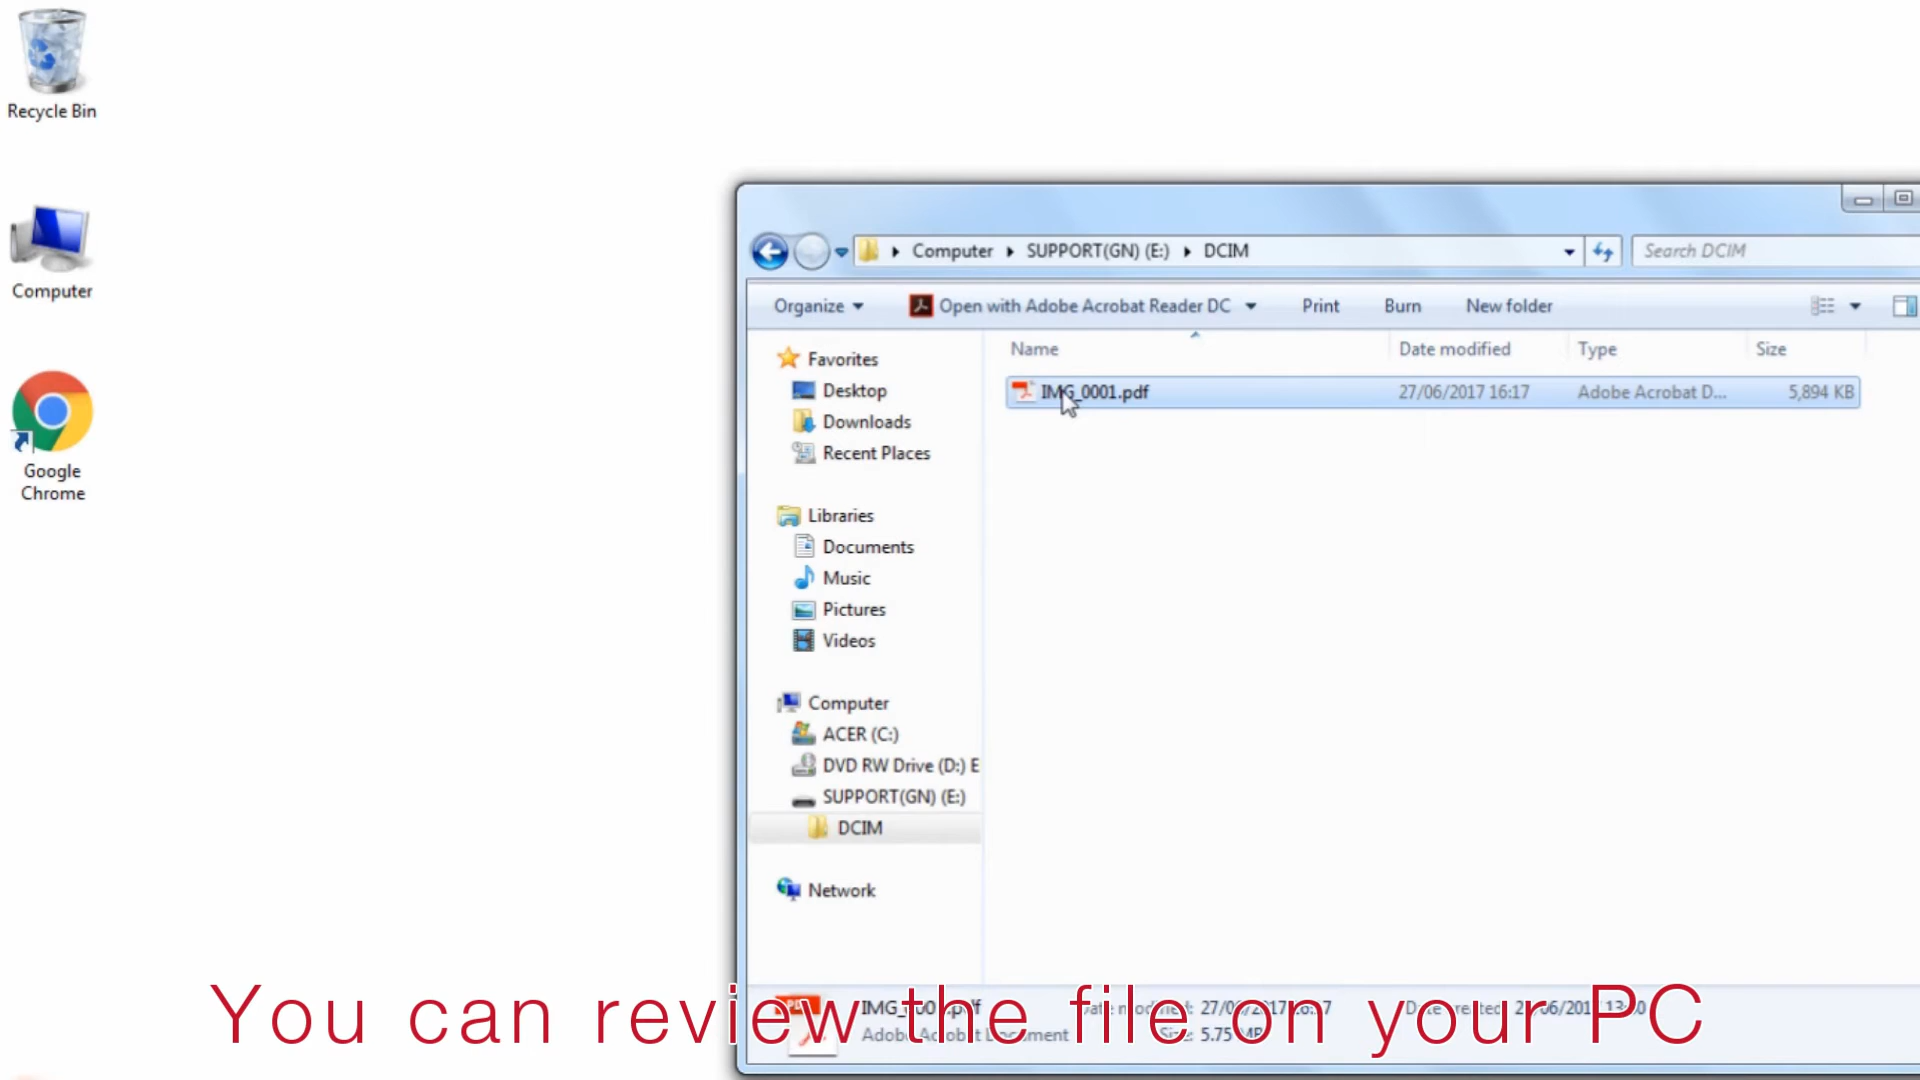 Recycle Bin
Computer
Google
Chrome
Computer SUPPORT(GN) (E:) DCIM
Search DCIM
Organize Open with Adobe Acrobat Reader DC Print Burn New folder
Name Date modified Type Size
IMG_0001.pdf 27/06/2017 16:17 Adobe Acrobat D... 5,894 KB
Favorites
Desktop
Downloads
Recent Places
Libraries
Documents
Music
Pictures
Videos
Computer
ACER (C:)
DVD RW Drive (D:) E
SUPPORT(GN) (E:)
DCIM
Network
You can review the file on your PC